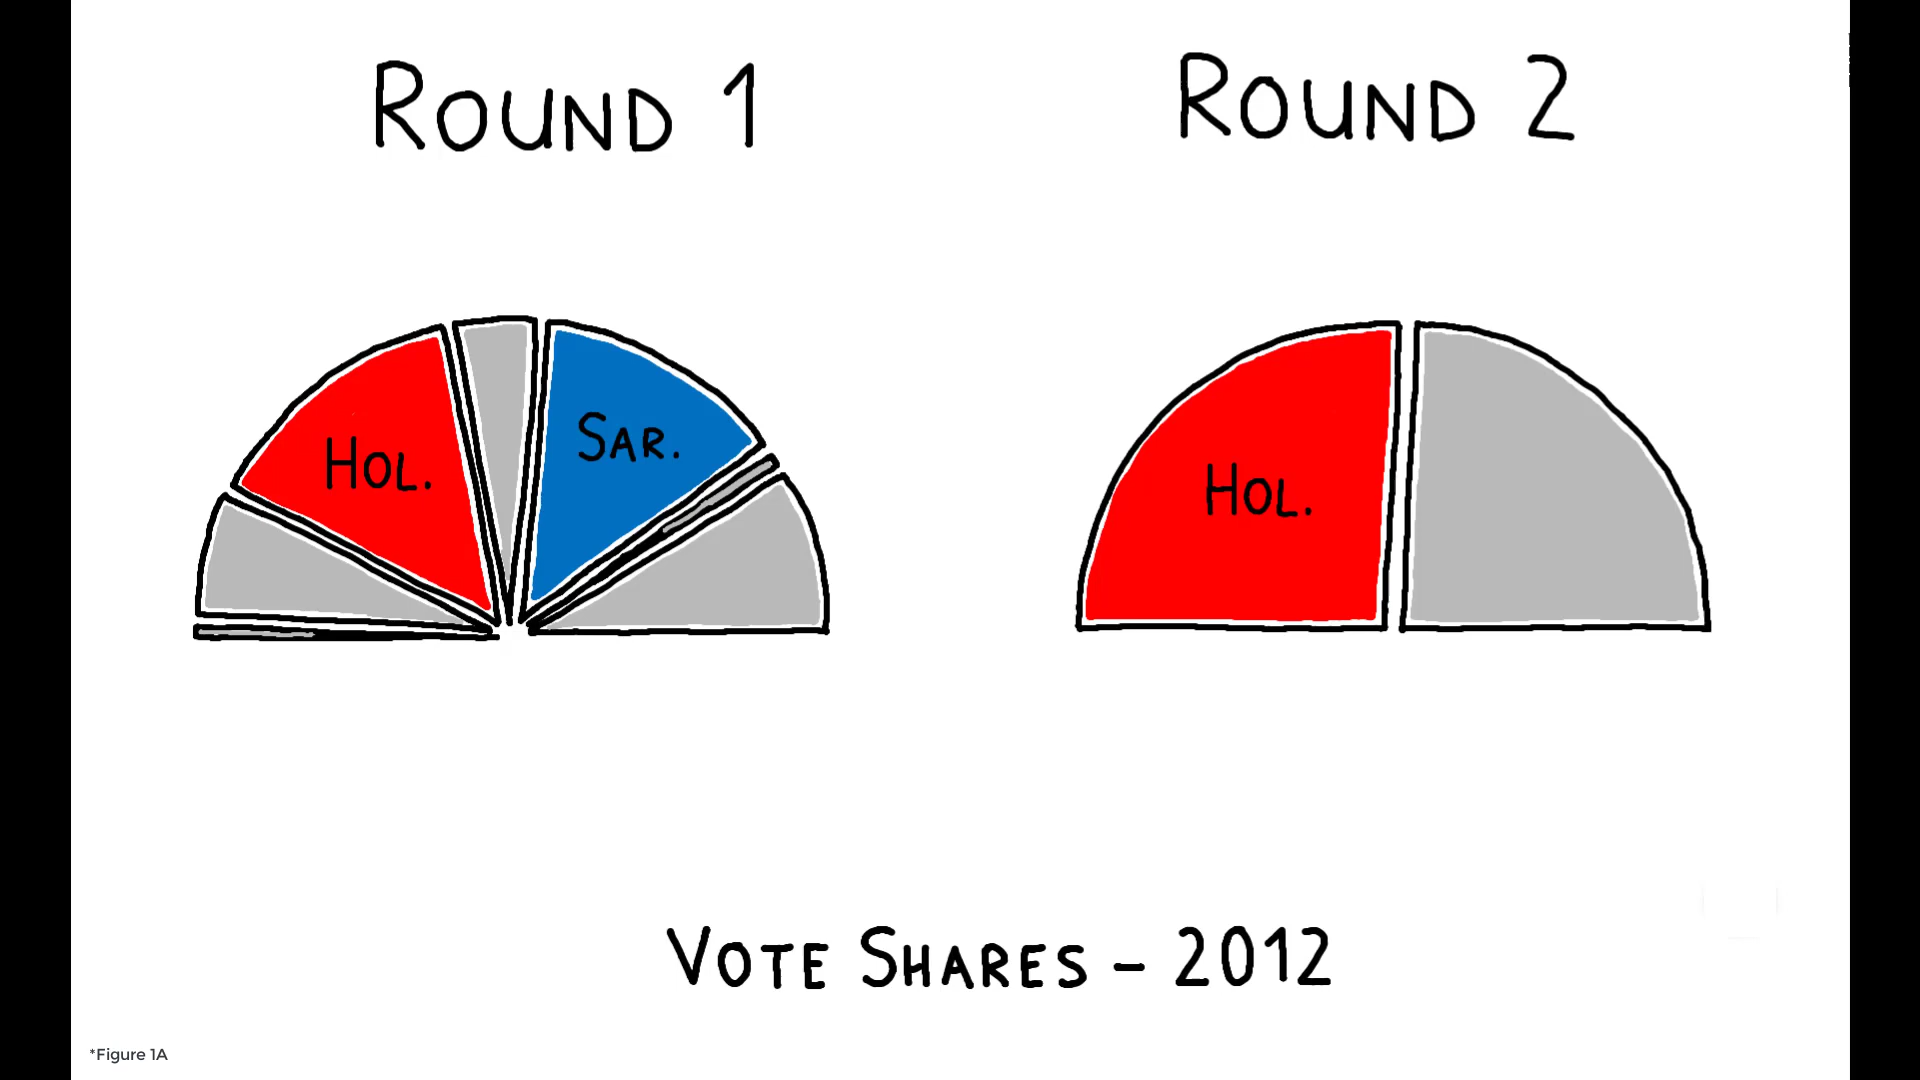 ROUND 1
ROUND 2
HOL.
SAR.
HOL.
VOTE SHARES – 2012
*Figure 1A